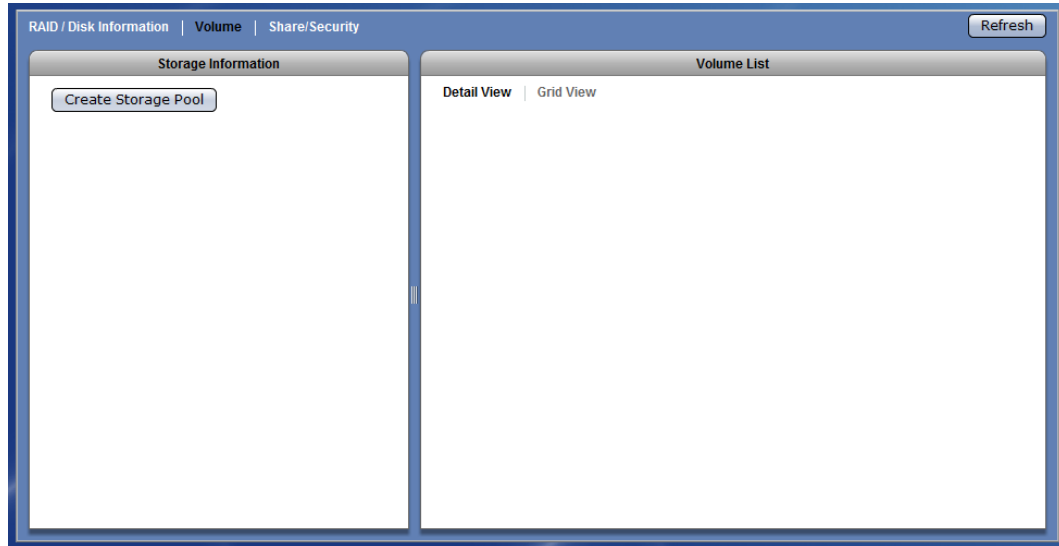 RAID / Disk Information | Volume | Share/Security
Refresh
Storage Information
Create Storage Pool
Volume List
Detail View | Grid View